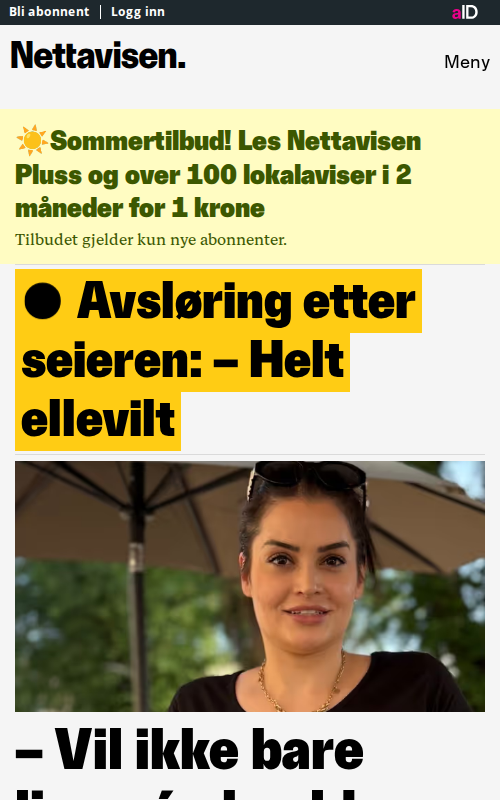 Bli abonnent | Logg inn
aID
Nettavisen.
Meny
☀️Sommertilbud! Les Nettavisen
Pluss og over 100 lokalaviser i 2
måneder for 1 krone
Tilbudet gjelder kun nye abonnenter.
● Avsløring etter
seieren: – Helt
ellevilt
– Vil ikke bare